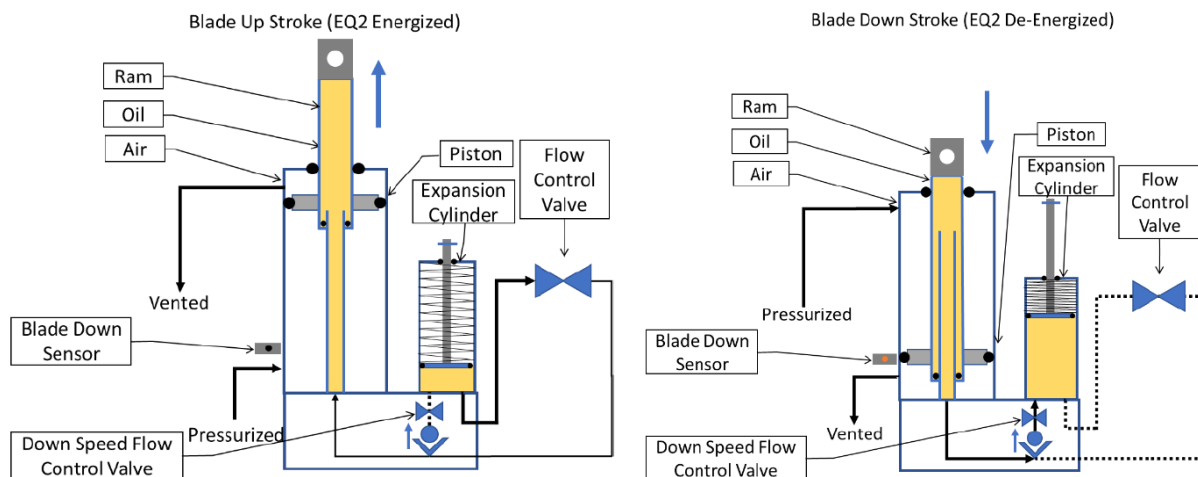 Blade Up Stroke (EQ2 Energized)
Ram
Oil
Air
Piston
Flow
Control
Valve
Expansion
Cylinder
Vented
Blade Down
Sensor
Pressurized
Down Speed Flow
Control Valve
Blade Down Stroke (EQ2 De-Energized)
Ram
Oil
Air
Piston
Expansion
Cylinder
Flow
Control
Valve
Pressurized
Blade Down
Sensor
Vented
Down Speed Flow
Control Valve